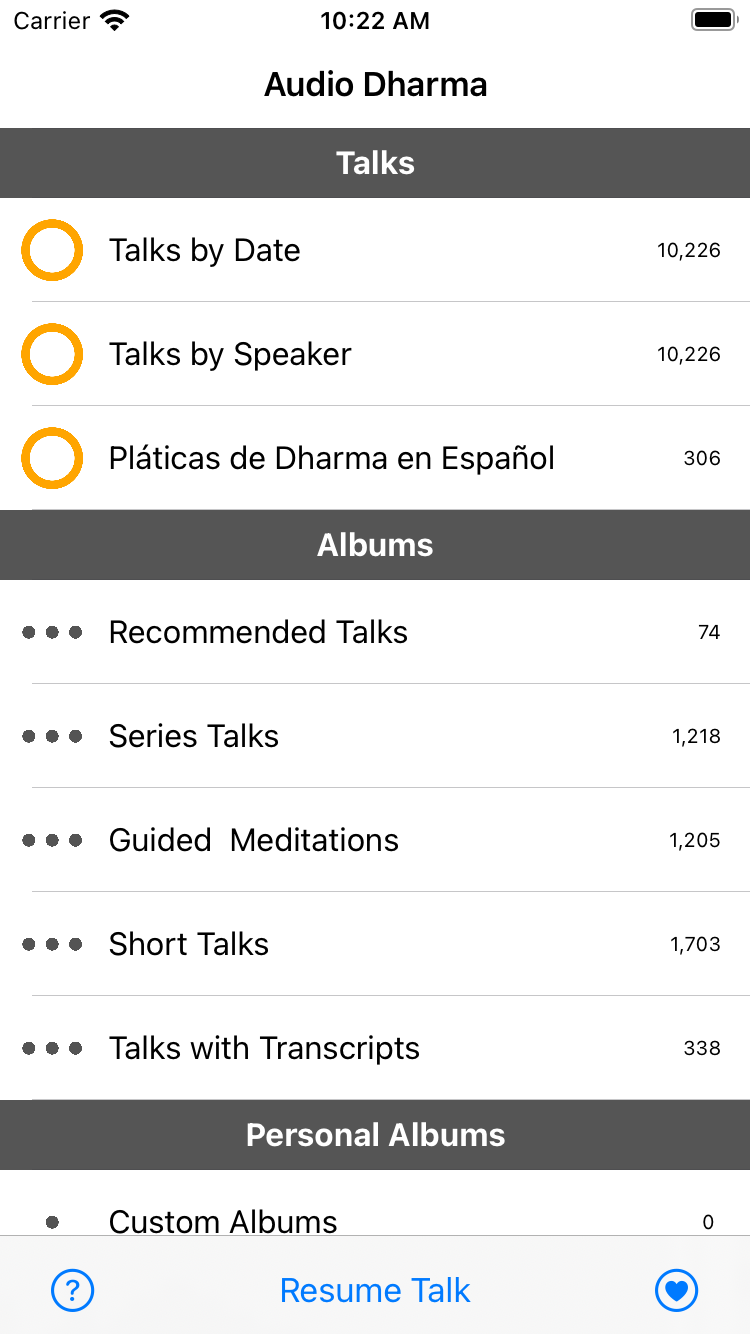 Carrier 10:22 AM
Audio Dharma
Talks
Talks by Date 10,226
Talks by Speaker 10,226
Pláticas de Dharma en Español 306
Albums
Recommended Talks 74
Series Talks 1,218
Guided  Meditations 1,205
Short Talks 1,703
Talks with Transcripts 338
Personal Albums
Custom Albums 0
? Resume Talk